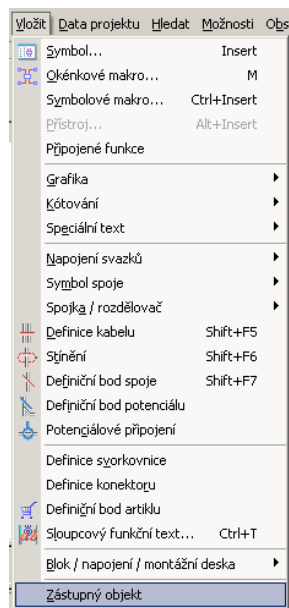 Vložit Data projektu Hledat Možnosti Obs
Symbol... Insert
Okénkové makro... M
Symbolové makro... Ctrl+Insert
Přístroj... Alt+Insert
Připojené funkce
Grafika
Kótování
Speciální text
Napojení svazků
Symbol spoje
Spojka / rozdělovač
Definice kabelu Shift+F5
Stínění Shift+F6
Definiční bod spoje Shift+F7
Definiční bod potenciálu
Potenciálové připojení
Definice svorkovnice
Definice konektoru
Definiční bod artiklu
Sloupcový funkční text... Ctrl+T
Blok / napojení / montážní deska
Zástupný objekt